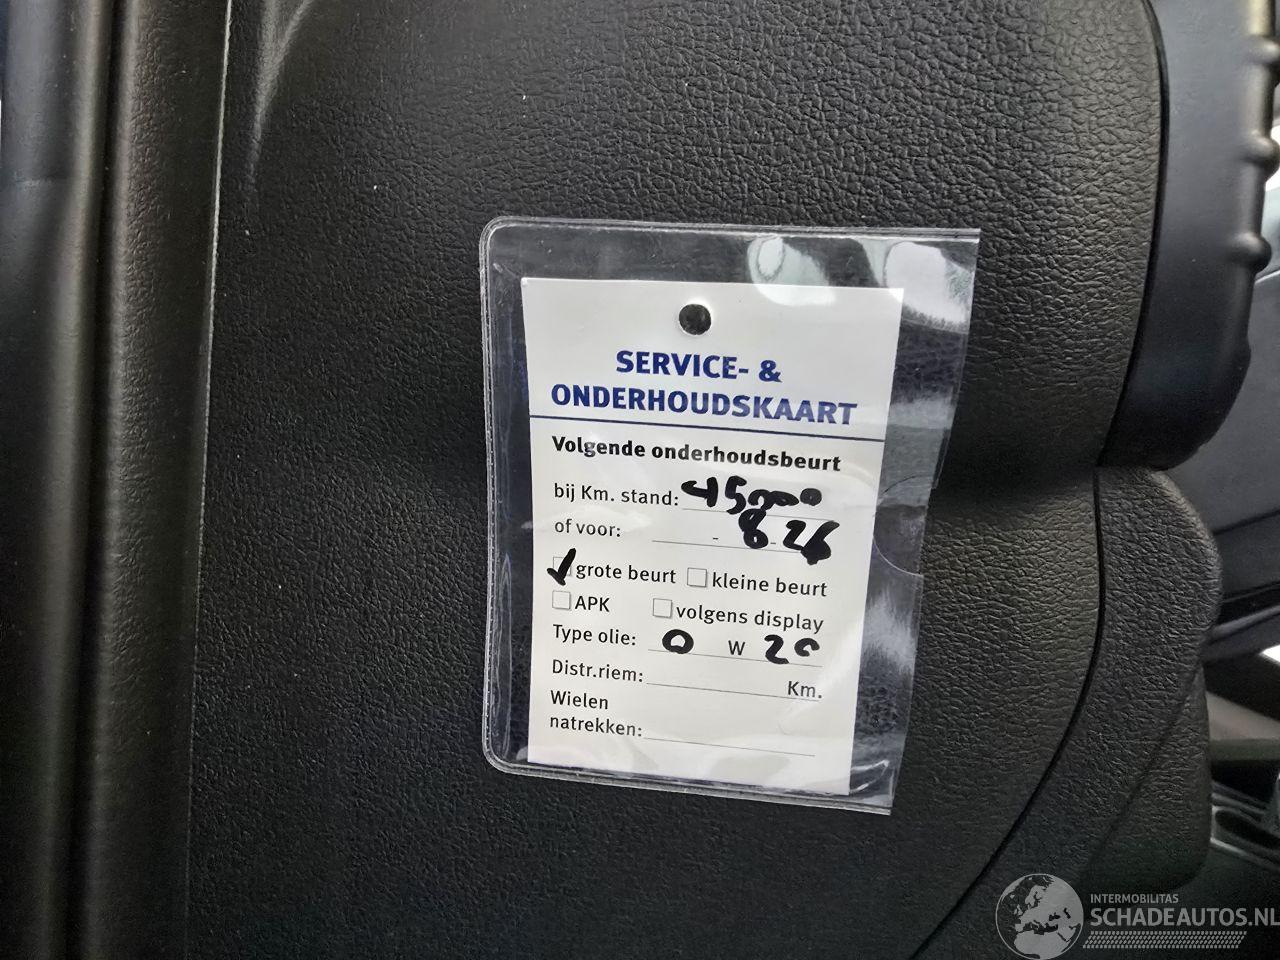 SERVICE- &
ONDERHOUDSKAART
Volgende onderhoudsbeurt
bij Km. stand: 45000
of voor: - 8-26
grote beurt kleine beurt
APK volgens display
Type olie: 0 W 20
Distr.riem: Km.
Wielen
natrekken:
INTERMOBILITAS
SCHADEAUTOS.NL